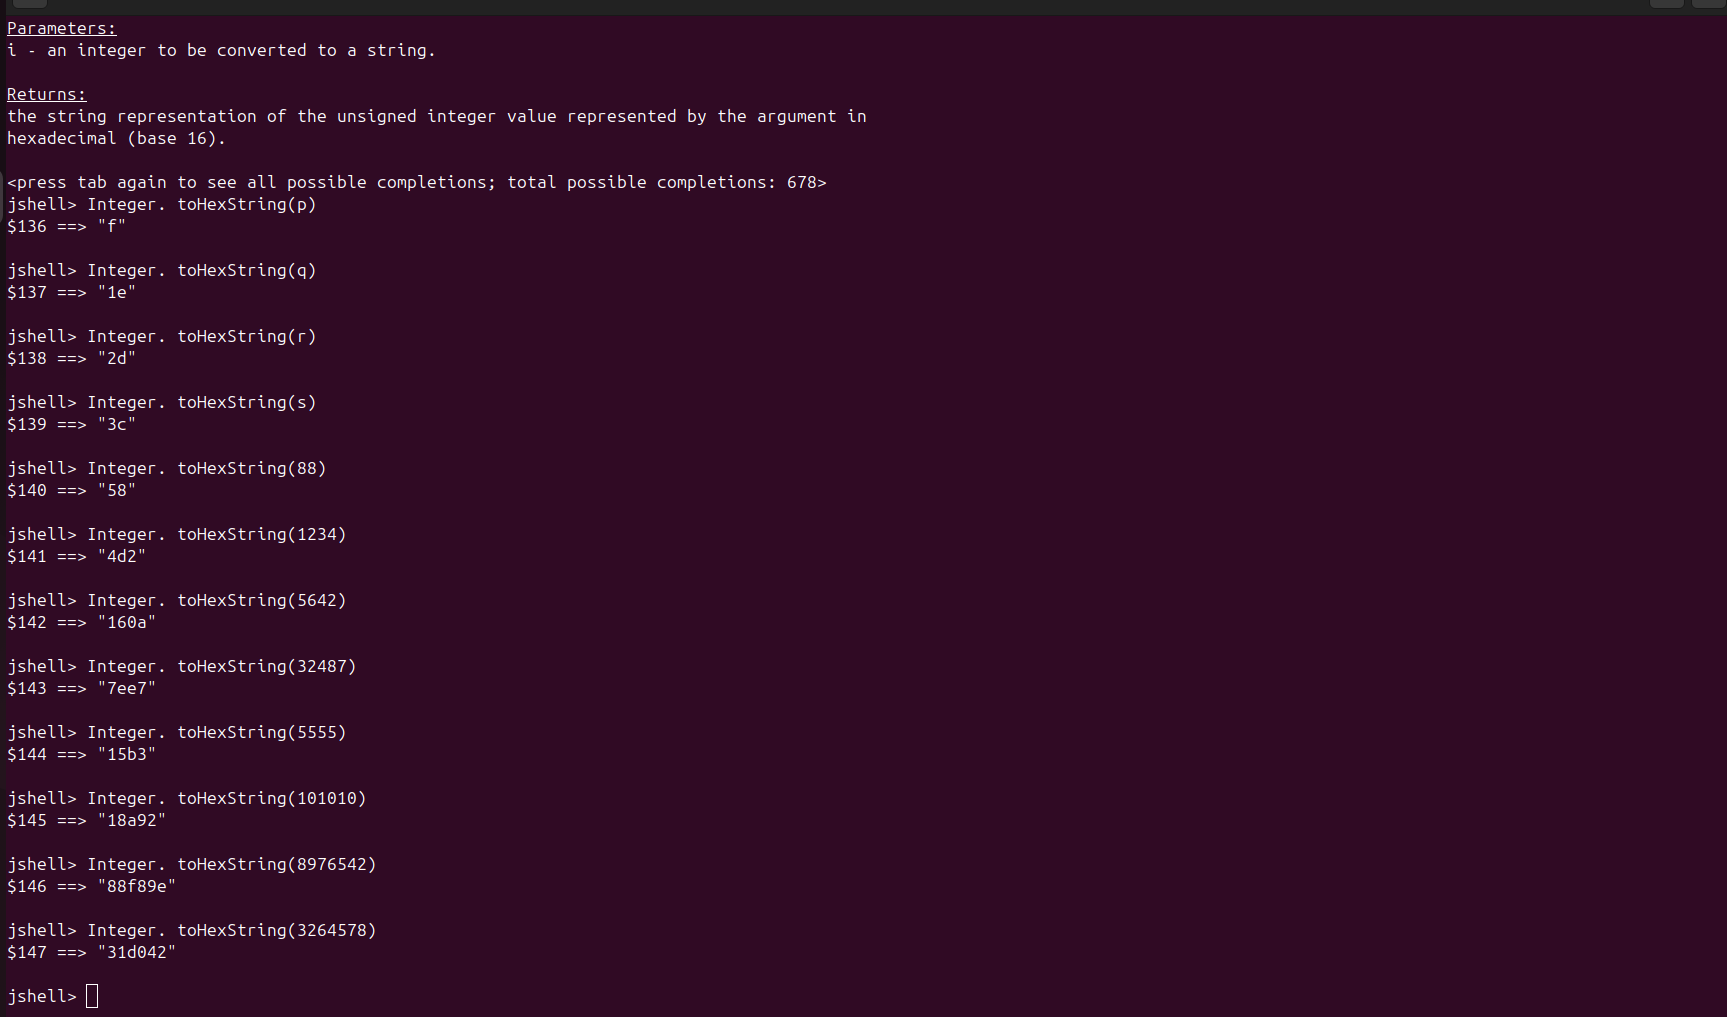 Parameters:
i - an integer to be converted to a string.
Returns:
the string representation of the unsigned integer value represented by the argument in
hexadecimal (base 16).
<press tab again to see all possible completions; total possible completions: 678>
jshell> Integer. toHexString(p)
$136 ==> "f"
jshell> Integer. toHexString(q)
$137 ==> "1e"
jshell> Integer. toHexString(r)
$138 ==> "2d"
jshell> Integer. toHexString(s)
$139 ==> "3c"
jshell> Integer. toHexString(88)
$140 ==> "58"
jshell> Integer. toHexString(1234)
$141 ==> "4d2"
jshell> Integer. toHexString(5642)
$142 ==> "160a"
jshell> Integer. toHexString(32487)
$143 ==> "7ee7"
jshell> Integer. toHexString(5555)
$144 ==> "15b3"
jshell> Integer. toHexString(101010)
$145 ==> "18a92"
jshell> Integer. toHexString(8976542)
$146 ==> "88f89e"
jshell> Integer. toHexString(3264578)
$147 ==> "31d042"
jshell>